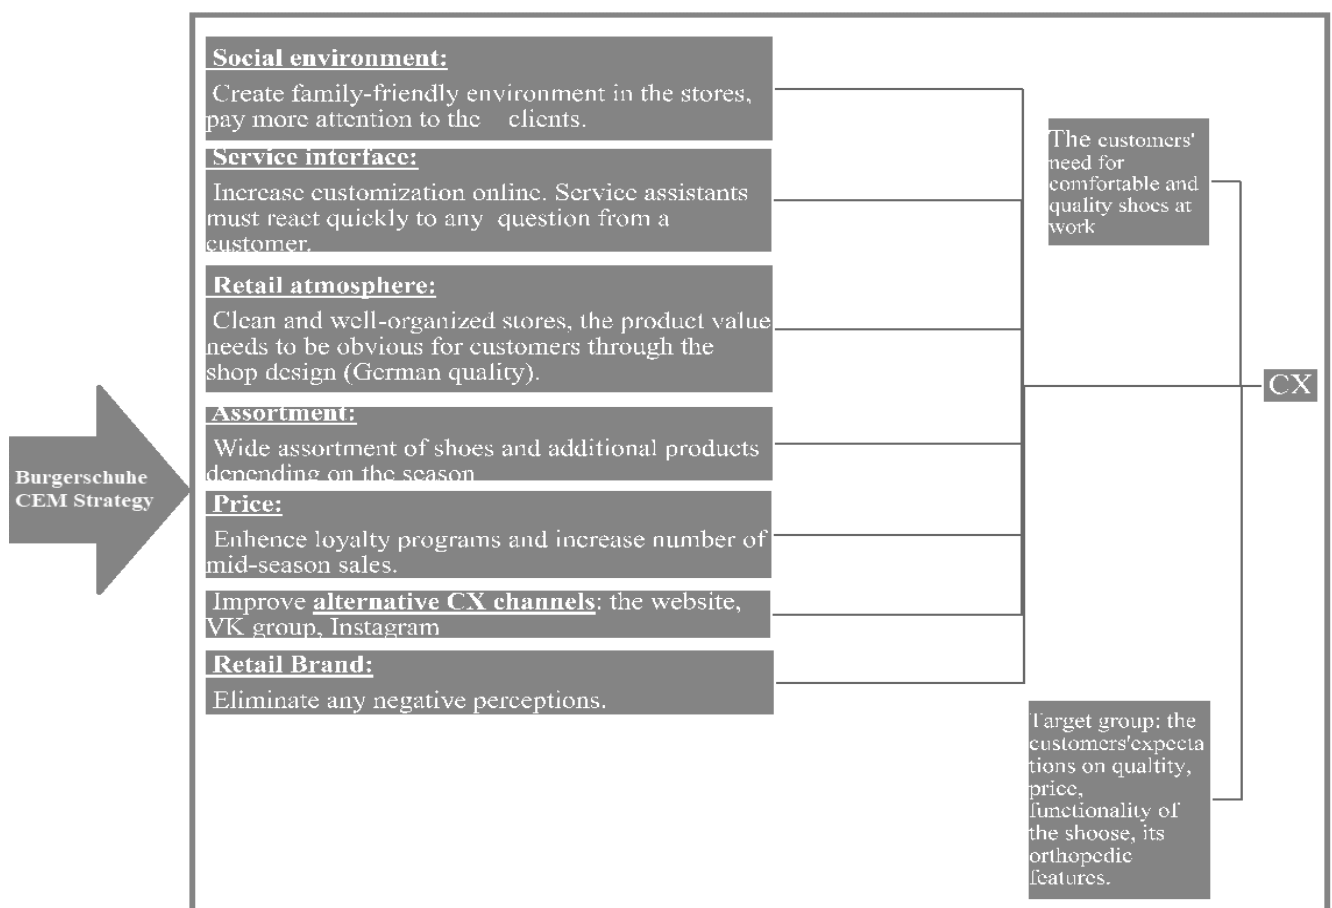 Social environment:
Create family-friendly environment in the stores,
pay more attention to the clients.
Service interface:
Increase customization online. Service assistants
must react quickly to any question from a
customer.
Retail atmosphere:
Clean and well-organized stores, the product value
needs to be obvious for customers through the
shop design (German quality).
Assortment:
Wide assortment of shoes and additional products
depending on the season
Price:
Enhence loyalty programs and increase number of
mid-season sales.
Improve alternative CX channels: the website,
VK group, Instagram
Retail Brand:
Eliminate any negative perceptions.
Burgerschuhe
CEM Strategy
The customers'
need for
comfortable and
quality shoes at
work
CX
Target group: the
customers'expecta
tions on qualtity,
price,
functionality of
the shoose, its
orthopedic
features.